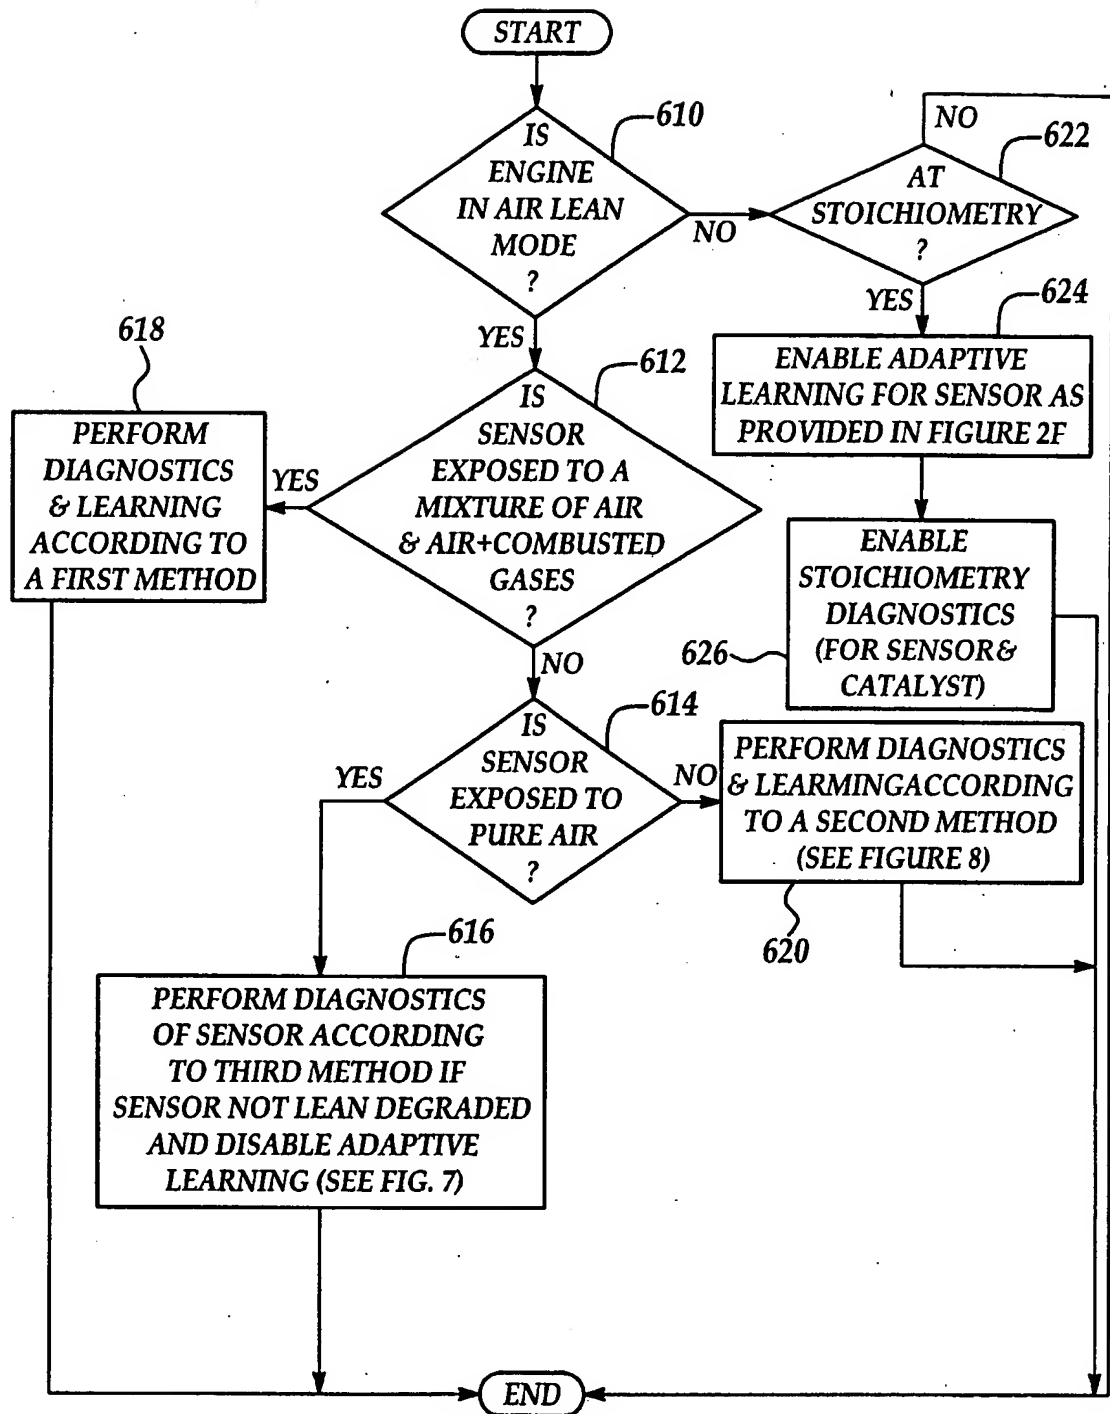 START
610
IS
ENGINE
IN AIR LEAN
MODE
?
NO
YES
NO
622
AT
STOICHIOMETRY
?
YES
624
ENABLE ADAPTIVE
LEARNING FOR SENSOR AS
PROVIDED IN FIGURE 2F
618
PERFORM
DIAGNOSTICS
& LEARNING
ACCORDING TO
A FIRST METHOD
YES
612
IS
SENSOR
EXPOSED TO A
MIXTURE OF AIR
& AIR+COMBUSTED
GASES
?
NO
ENABLE
STOICHIOMETRY
DIAGNOSTICS
(FOR SENSOR&
CATALYST)
626
614
IS
SENSOR
EXPOSED TO
PURE AIR
?
YES
NO
PERFORM DIAGNOSTICS
& LEARMINGACCORDING
TO A SECOND METHOD
(SEE FIGURE 8)
620
616
PERFORM DIAGNOSTICS
OF SENSOR ACCORDING
TO THIRD METHOD IF
SENSOR NOT LEAN DEGRADED
AND DISABLE ADAPTIVE
LEARNING (SEE FIG. 7)
END